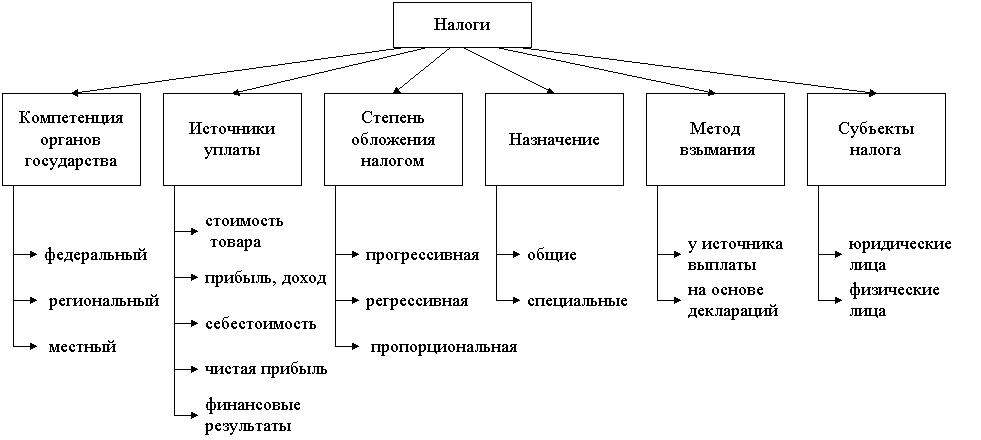 Налоги
Компетенция
органов
государства
Источники
уплаты
Степень
обложения
налогом
Назначение
Метод
взымания
Субъекты
налога
федеральный
региональный
местный
стоимость
товара
прибыль, доход
себестоимость
чистая прибыль
финансовые
результаты
прогрессивная
регрессивная
пропорциональная
общие
специальные
у источника
выплаты
на основе
деклараций
юридические
лица
физические
лица